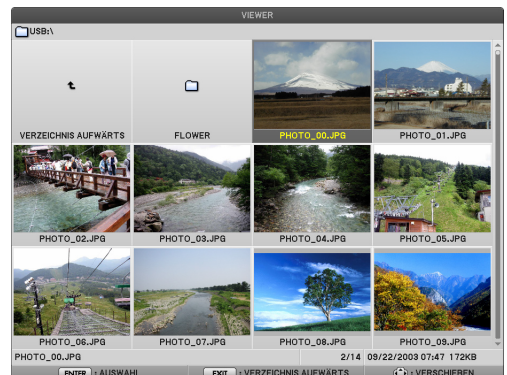 VIEWER
USB:\
VERZEICHNIS AUFWÄRTS
FLOWER
PHOTO_00.JPG
PHOTO_01.JPG
PHOTO_02.JPG
PHOTO_03.JPG
PHOTO_04.JPG
PHOTO_05.JPG
PHOTO_06.JPG
PHOTO_07.JPG
PHOTO_08.JPG
PHOTO_09.JPG
PHOTO_00.JPG 2/14 09/22/2003 07:47 172KB
ENTER : AUSWAHL EXIT : VERZEICHNIS AUFWÄRTS : VERSCHIEBEN